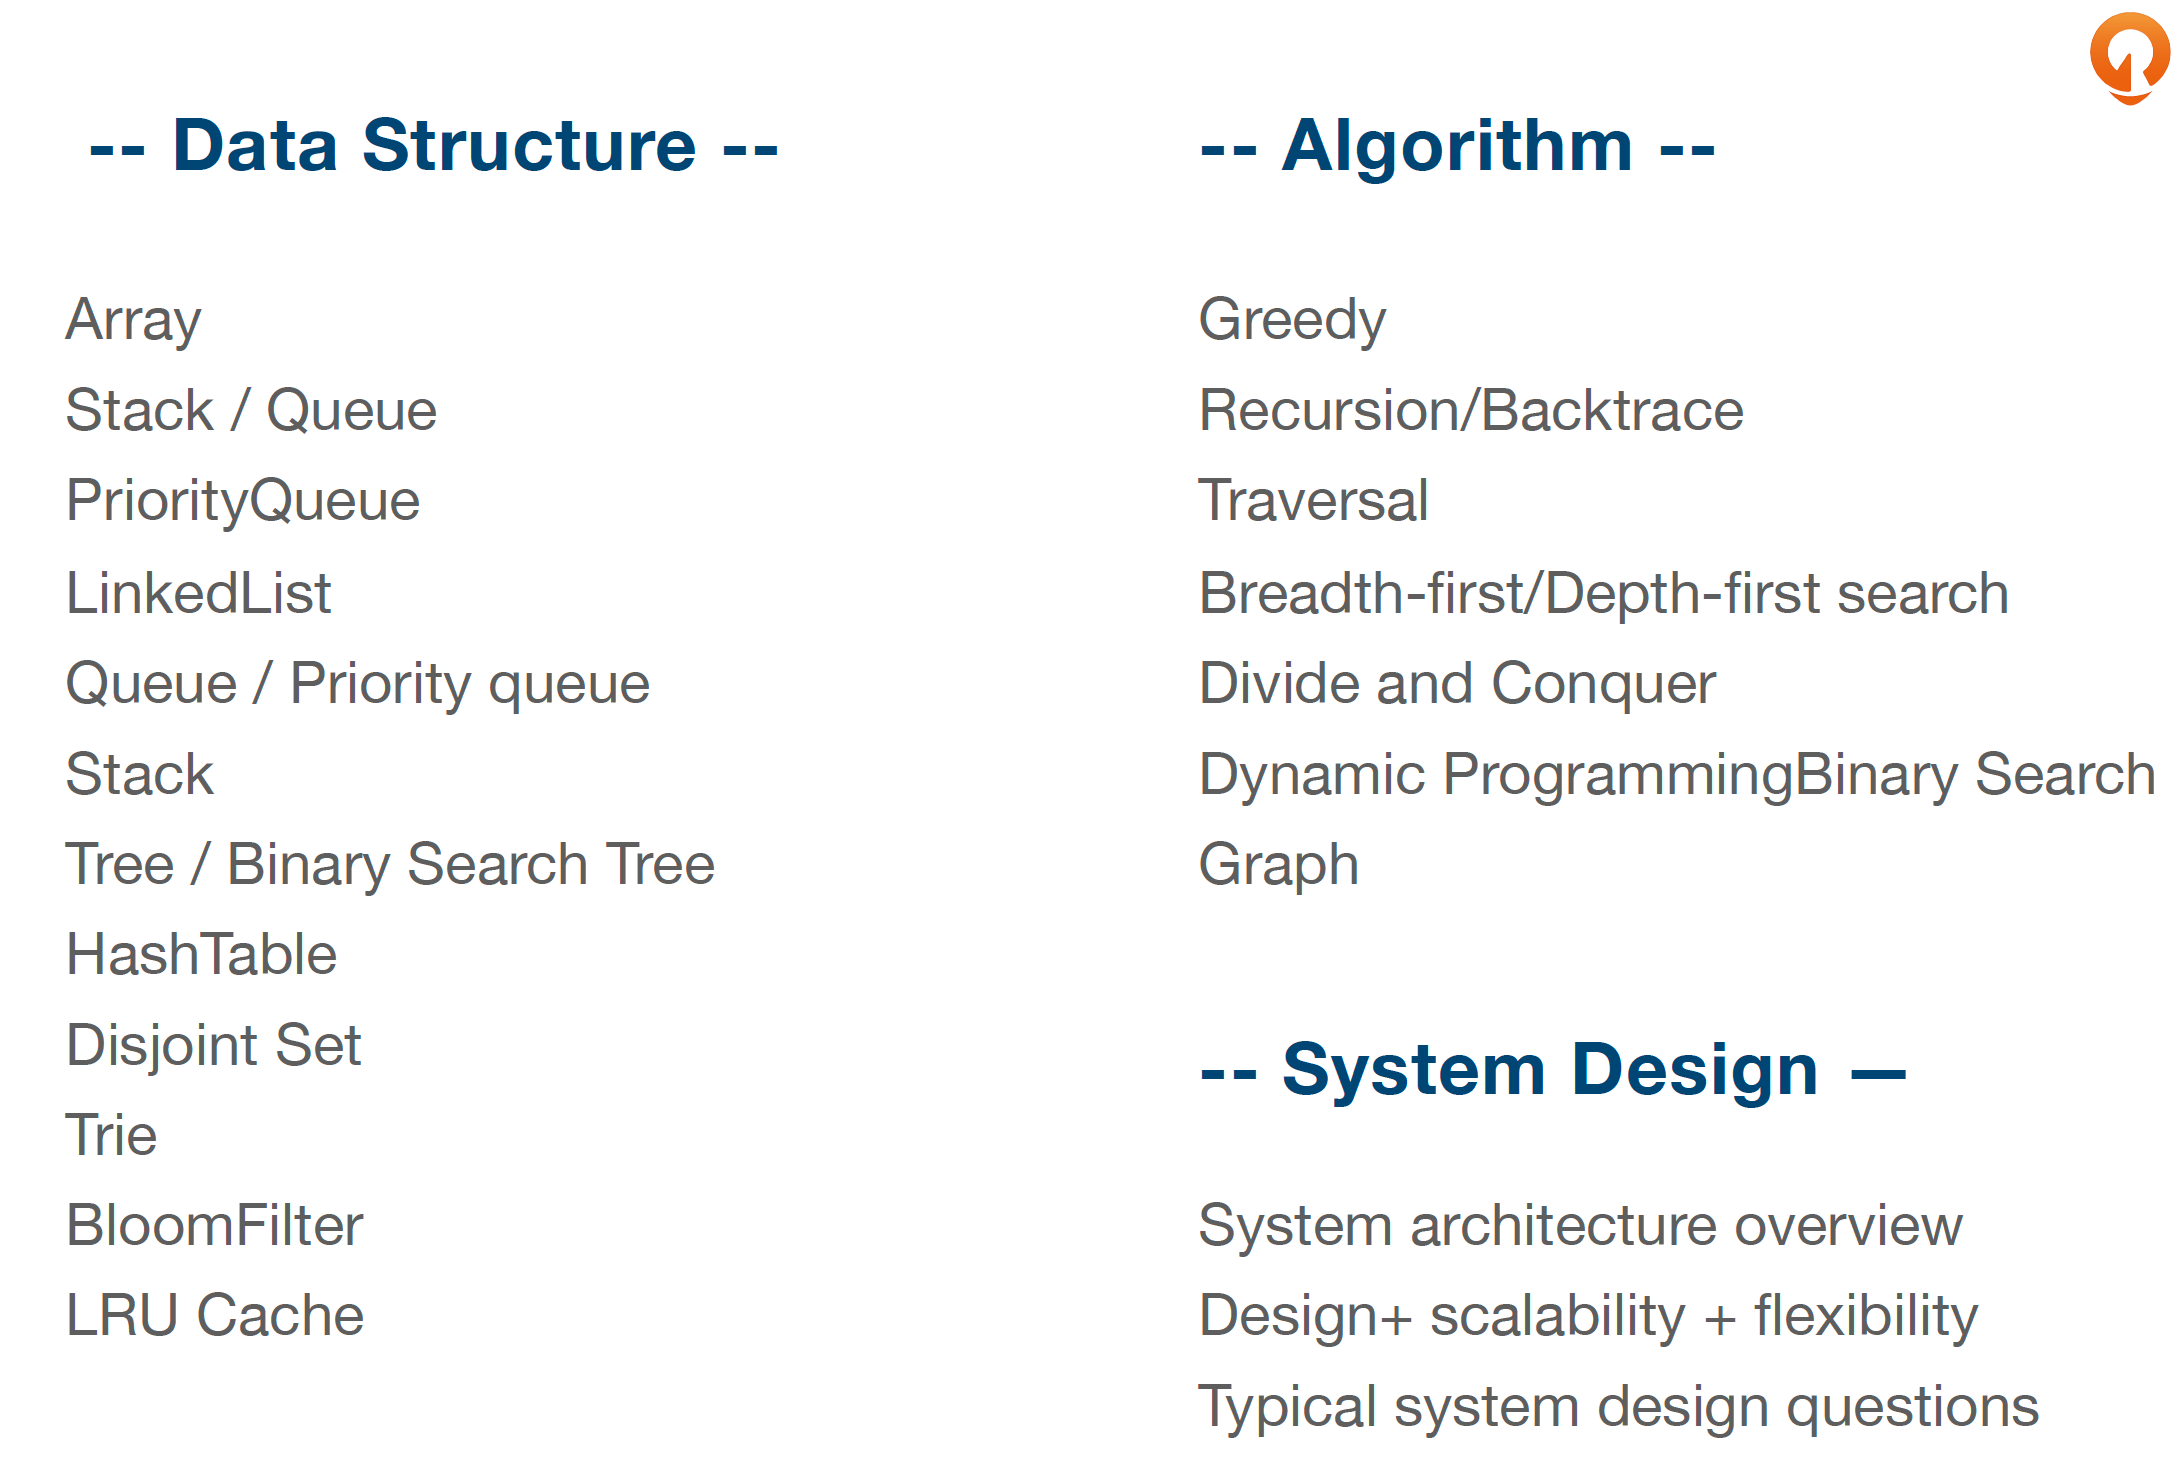 -- Data Structure --
Array
Stack / Queue
PriorityQueue
LinkedList
Queue / Priority queue
Stack
Tree / Binary Search Tree
HashTable
Disjoint Set
Trie
BloomFilter
LRU Cache
-- Algorithm --
Greedy
Recursion/Backtrace
Traversal
Breadth-first/Depth-first search
Divide and Conquer
Dynamic ProgrammingBinary Search
Graph
-- System Design —
System architecture overview
Design+ scalability + flexibility
Typical system design questions